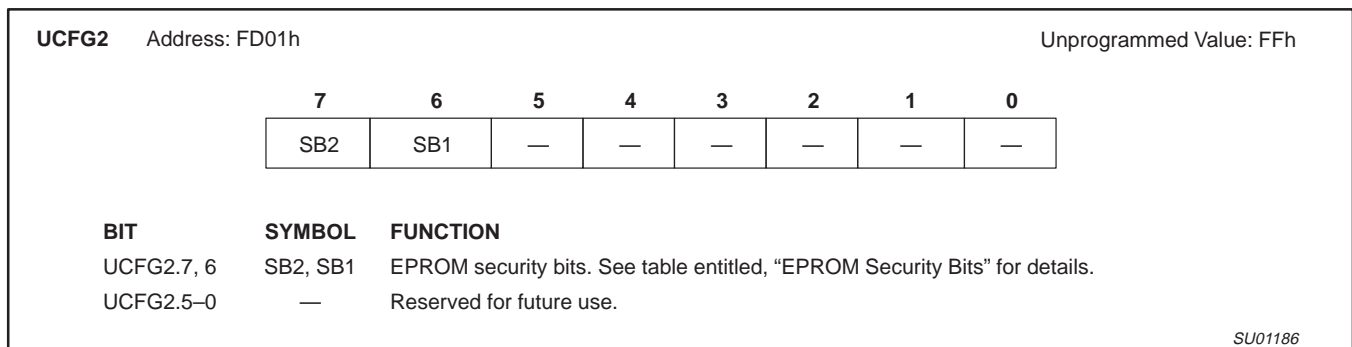 UCFG2 Address: FD01h Unprogrammed Value: FFh
7 6 5 4 3 2 1 0
SB2 SB1 — — — — — —
BIT SYMBOL FUNCTION
UCFG2.7, 6 SB2, SB1 EPROM security bits. See table entitled, “EPROM Security Bits” for details.
UCFG2.5–0 — Reserved for future use.
SU01186